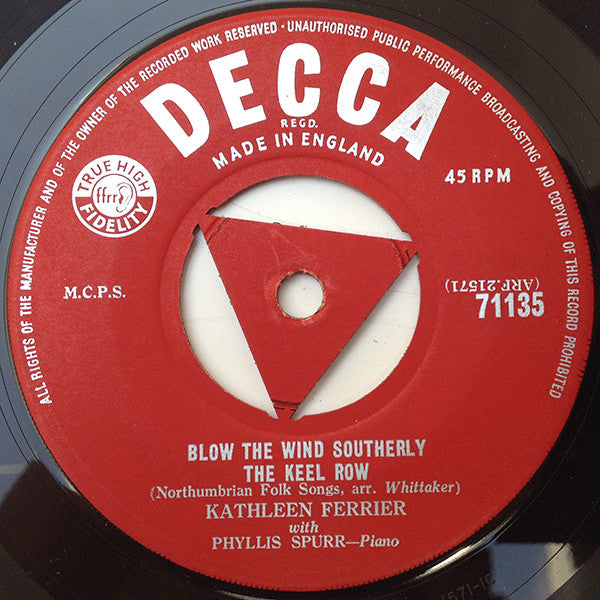 ALL RIGHTS OF THE MANUFACTURER AND OF THE OWNER OF THE RECORDED WORK RESERVED · UNAUTHORISED PUBLIC PERFORMANCE BROADCASTING AND COPYING OF THIS RECORD PROHIBITED
DECCA
REGD.
MADE IN ENGLAND
TRUE HIGH
ffrr
FIDELITY
45 RPM
M.C.P.S.
(ARF.21571)
71135
BLOW THE WIND SOUTHERLY
THE KEEL ROW
(Northumbrian Folk Songs, arr. Whittaker)
KATHLEEN FERRIER
with
PHYLLIS SPURR—Piano